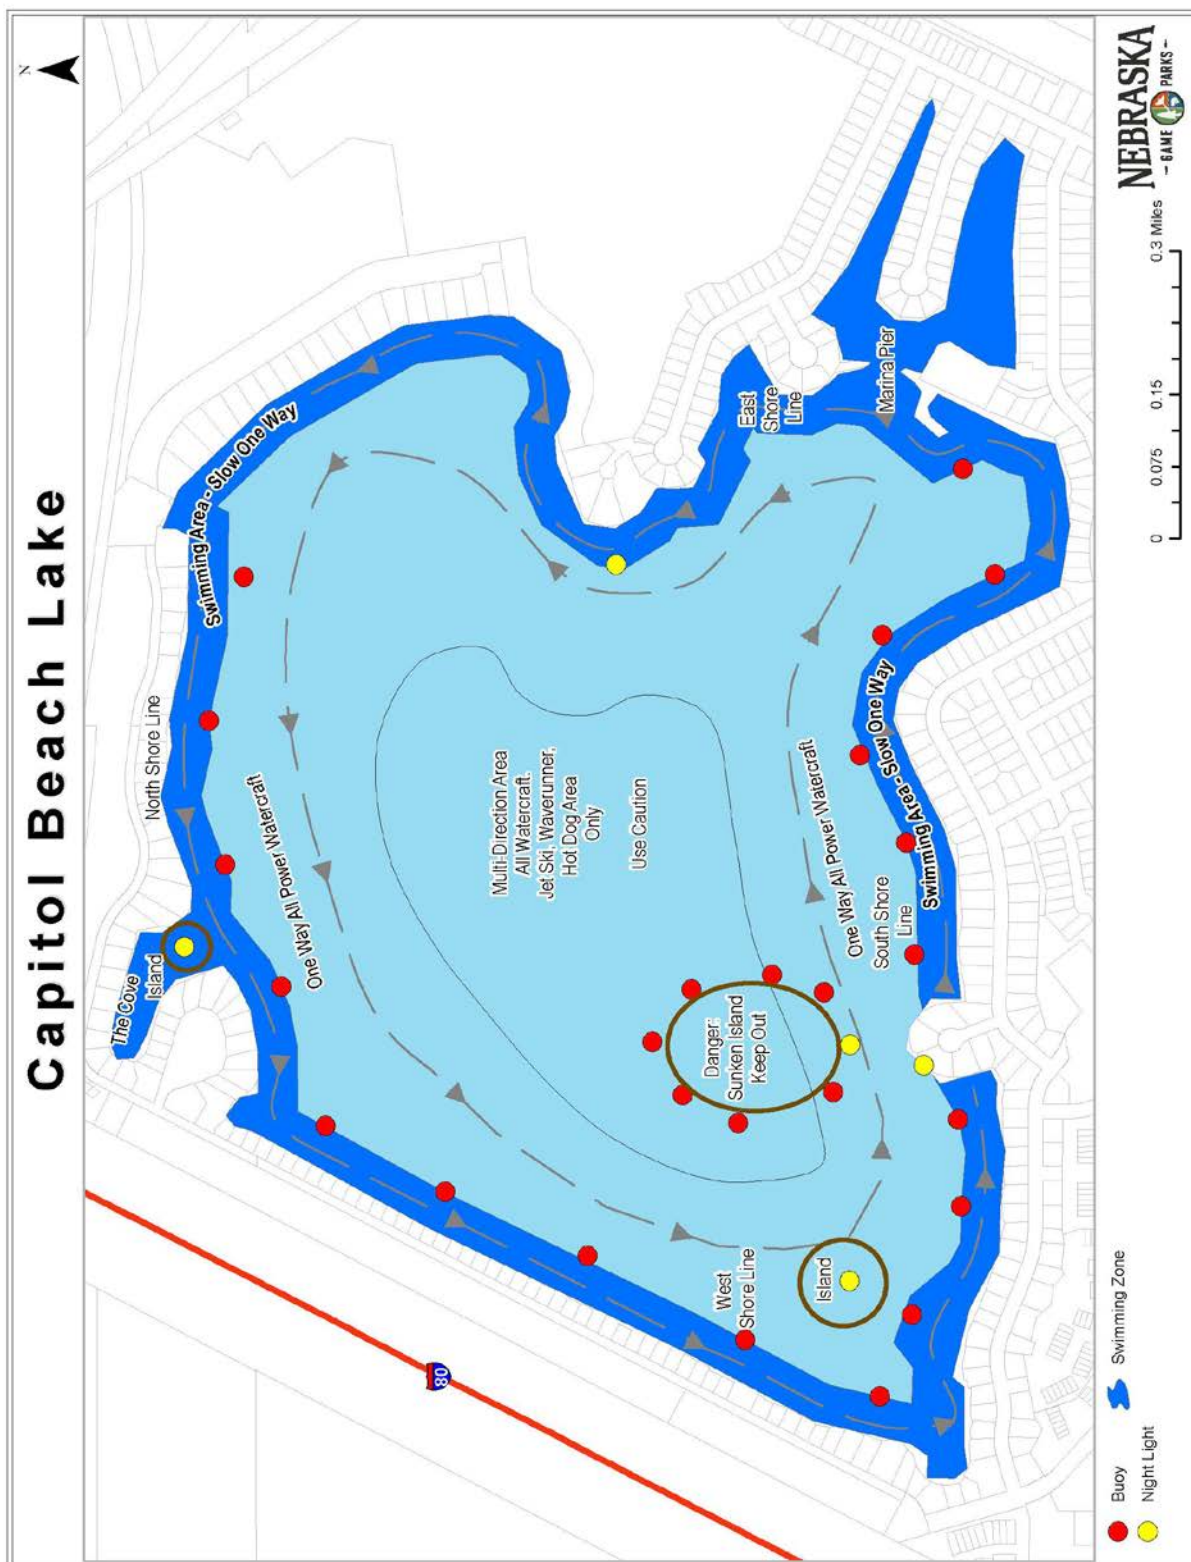 Capitol Beach Lake
N
The Cove
Island
North Shore Line
Swimming Area - Slow One Way
One Way All Power Watercraft
Multi-Direction Area
All Watercraft.
Jet Ski, Waverunner,
Hot Dog Area
Only
Use Caution
Danger:
Sunken Island
Keep Out
West
Shore Line
Island
One Way All Power Watercraft
South Shore
Line
Swimming Area- Slow One Way
East
Shore
Line
Marina Pier
80
Buoy
Night Light
Swimming Zone
0 0.075 0.15 0.3 Miles
NEBRASKA
- GAME PARKS -